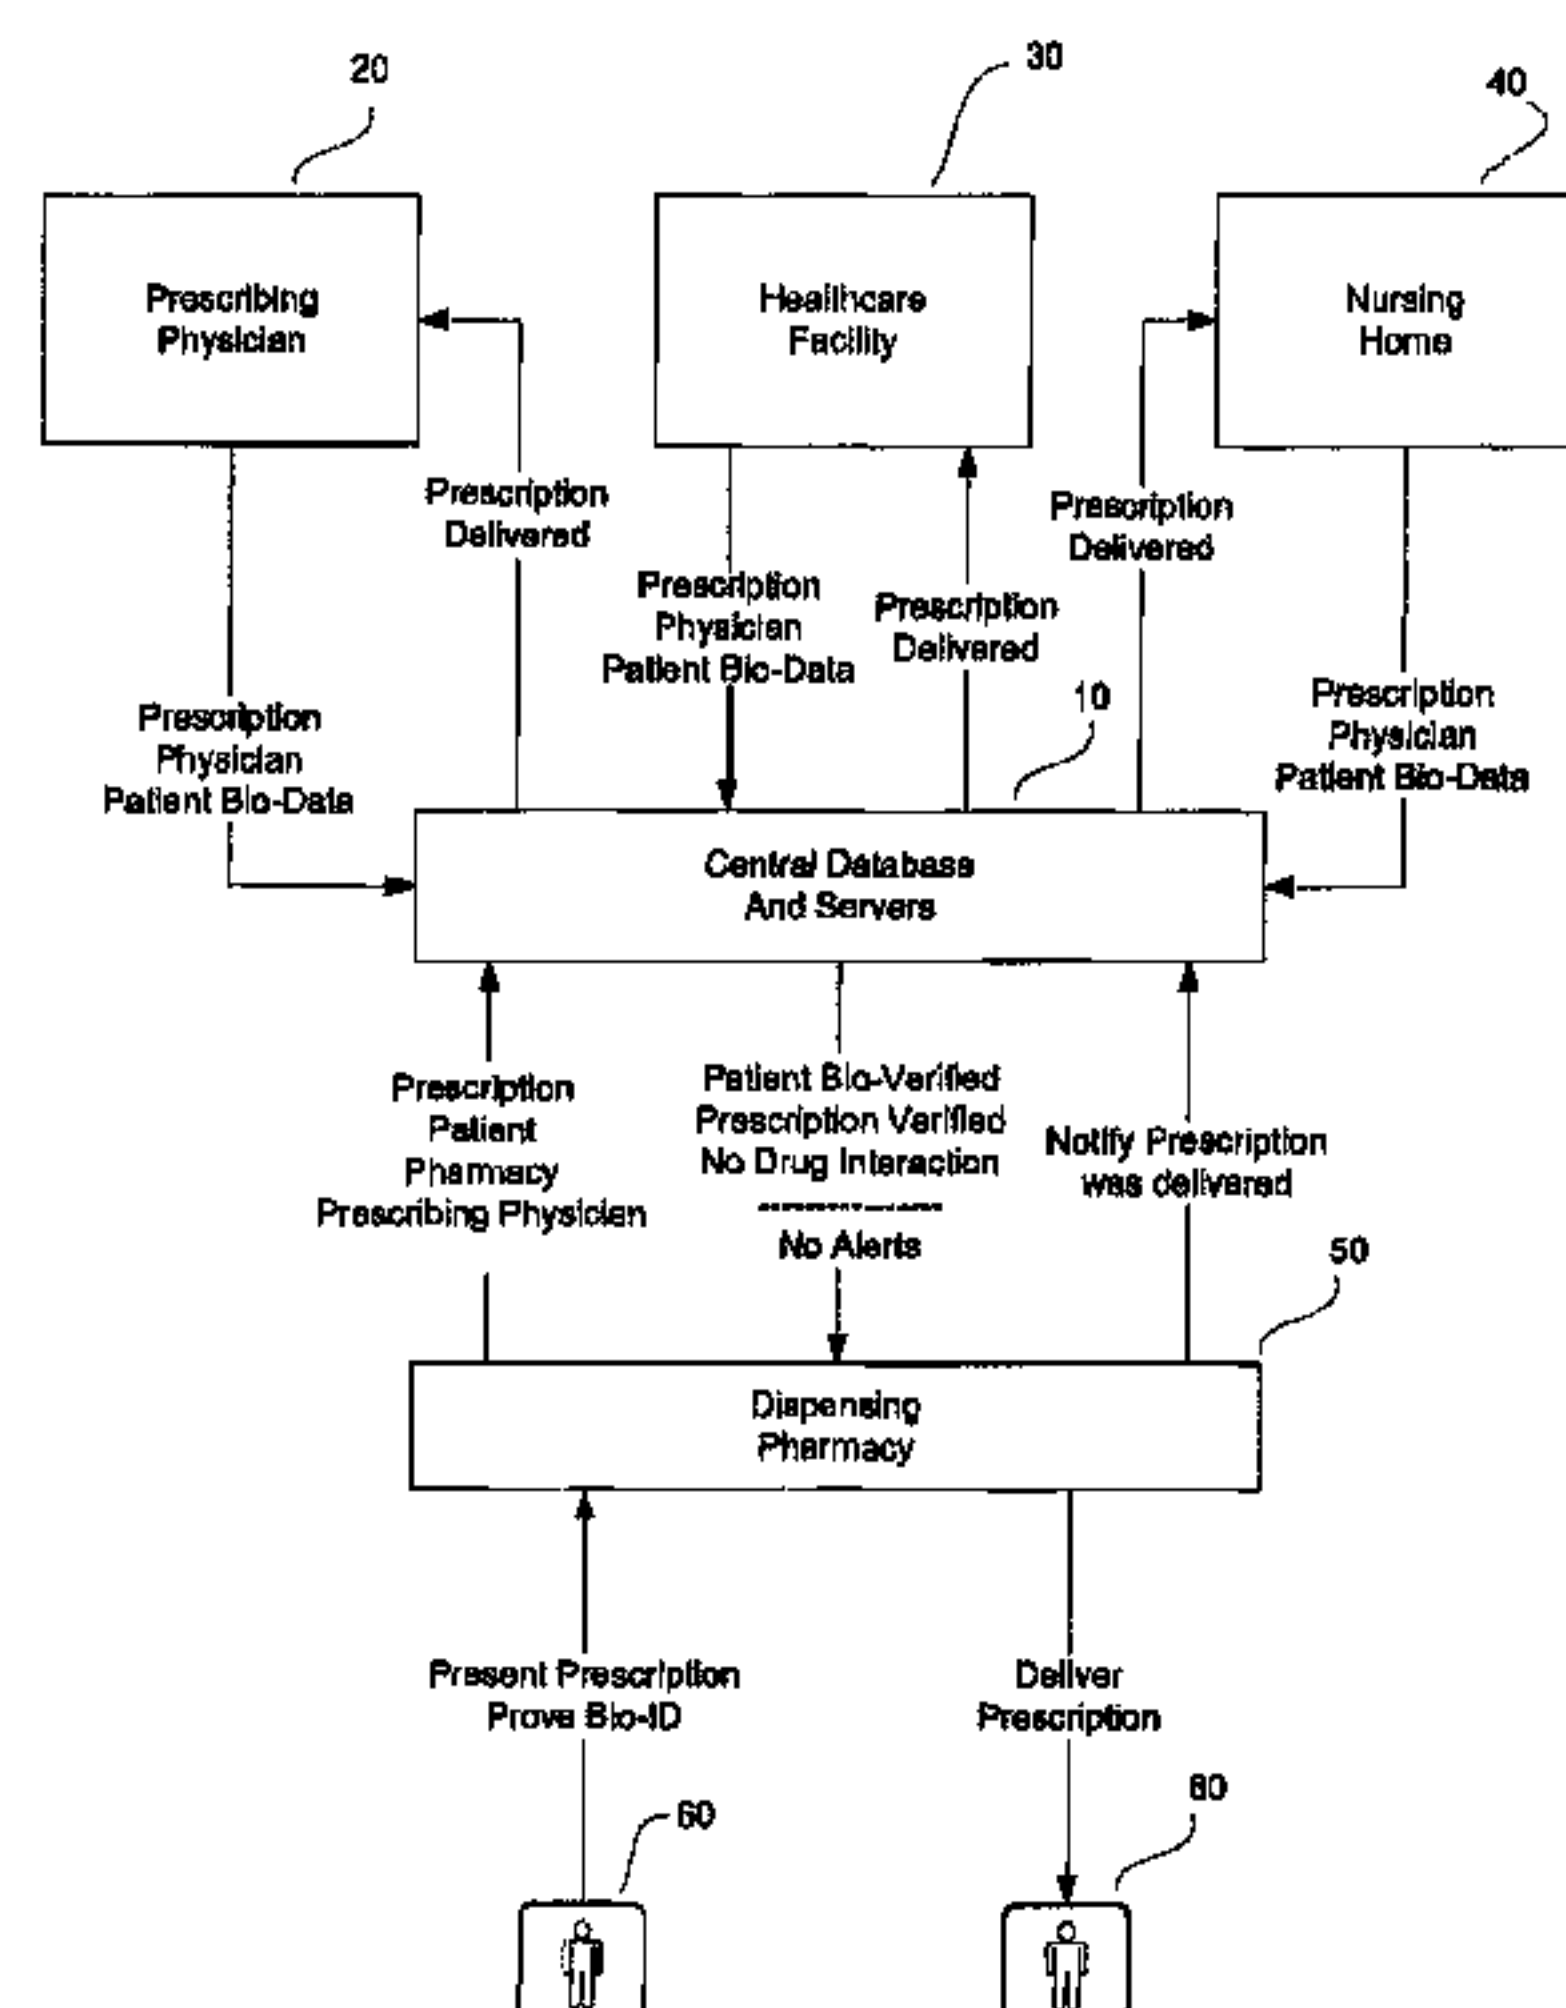 20
30
40
Prescribing
Physician
Healthcare
Facility
Nursing
Home
Prescription
Delivered
Prescription
Delivered
Prescription
Physician
Patient Bio-Data
Prescription
Delivered
10
Prescription
Physician
Patient Bio-Data
Prescription
Physician
Patient Bio-Data
Central Database
And Servers
Prescription
Patient
Pharmacy
Prescribing Physician
Patient Bio-Verified
Prescription Verified
No Drug Interaction
No Alerts
Notify Prescription
was delivered
50
Dispensing
Pharmacy
Present Prescription
Prove Bio-ID
Deliver
Prescription
60
60